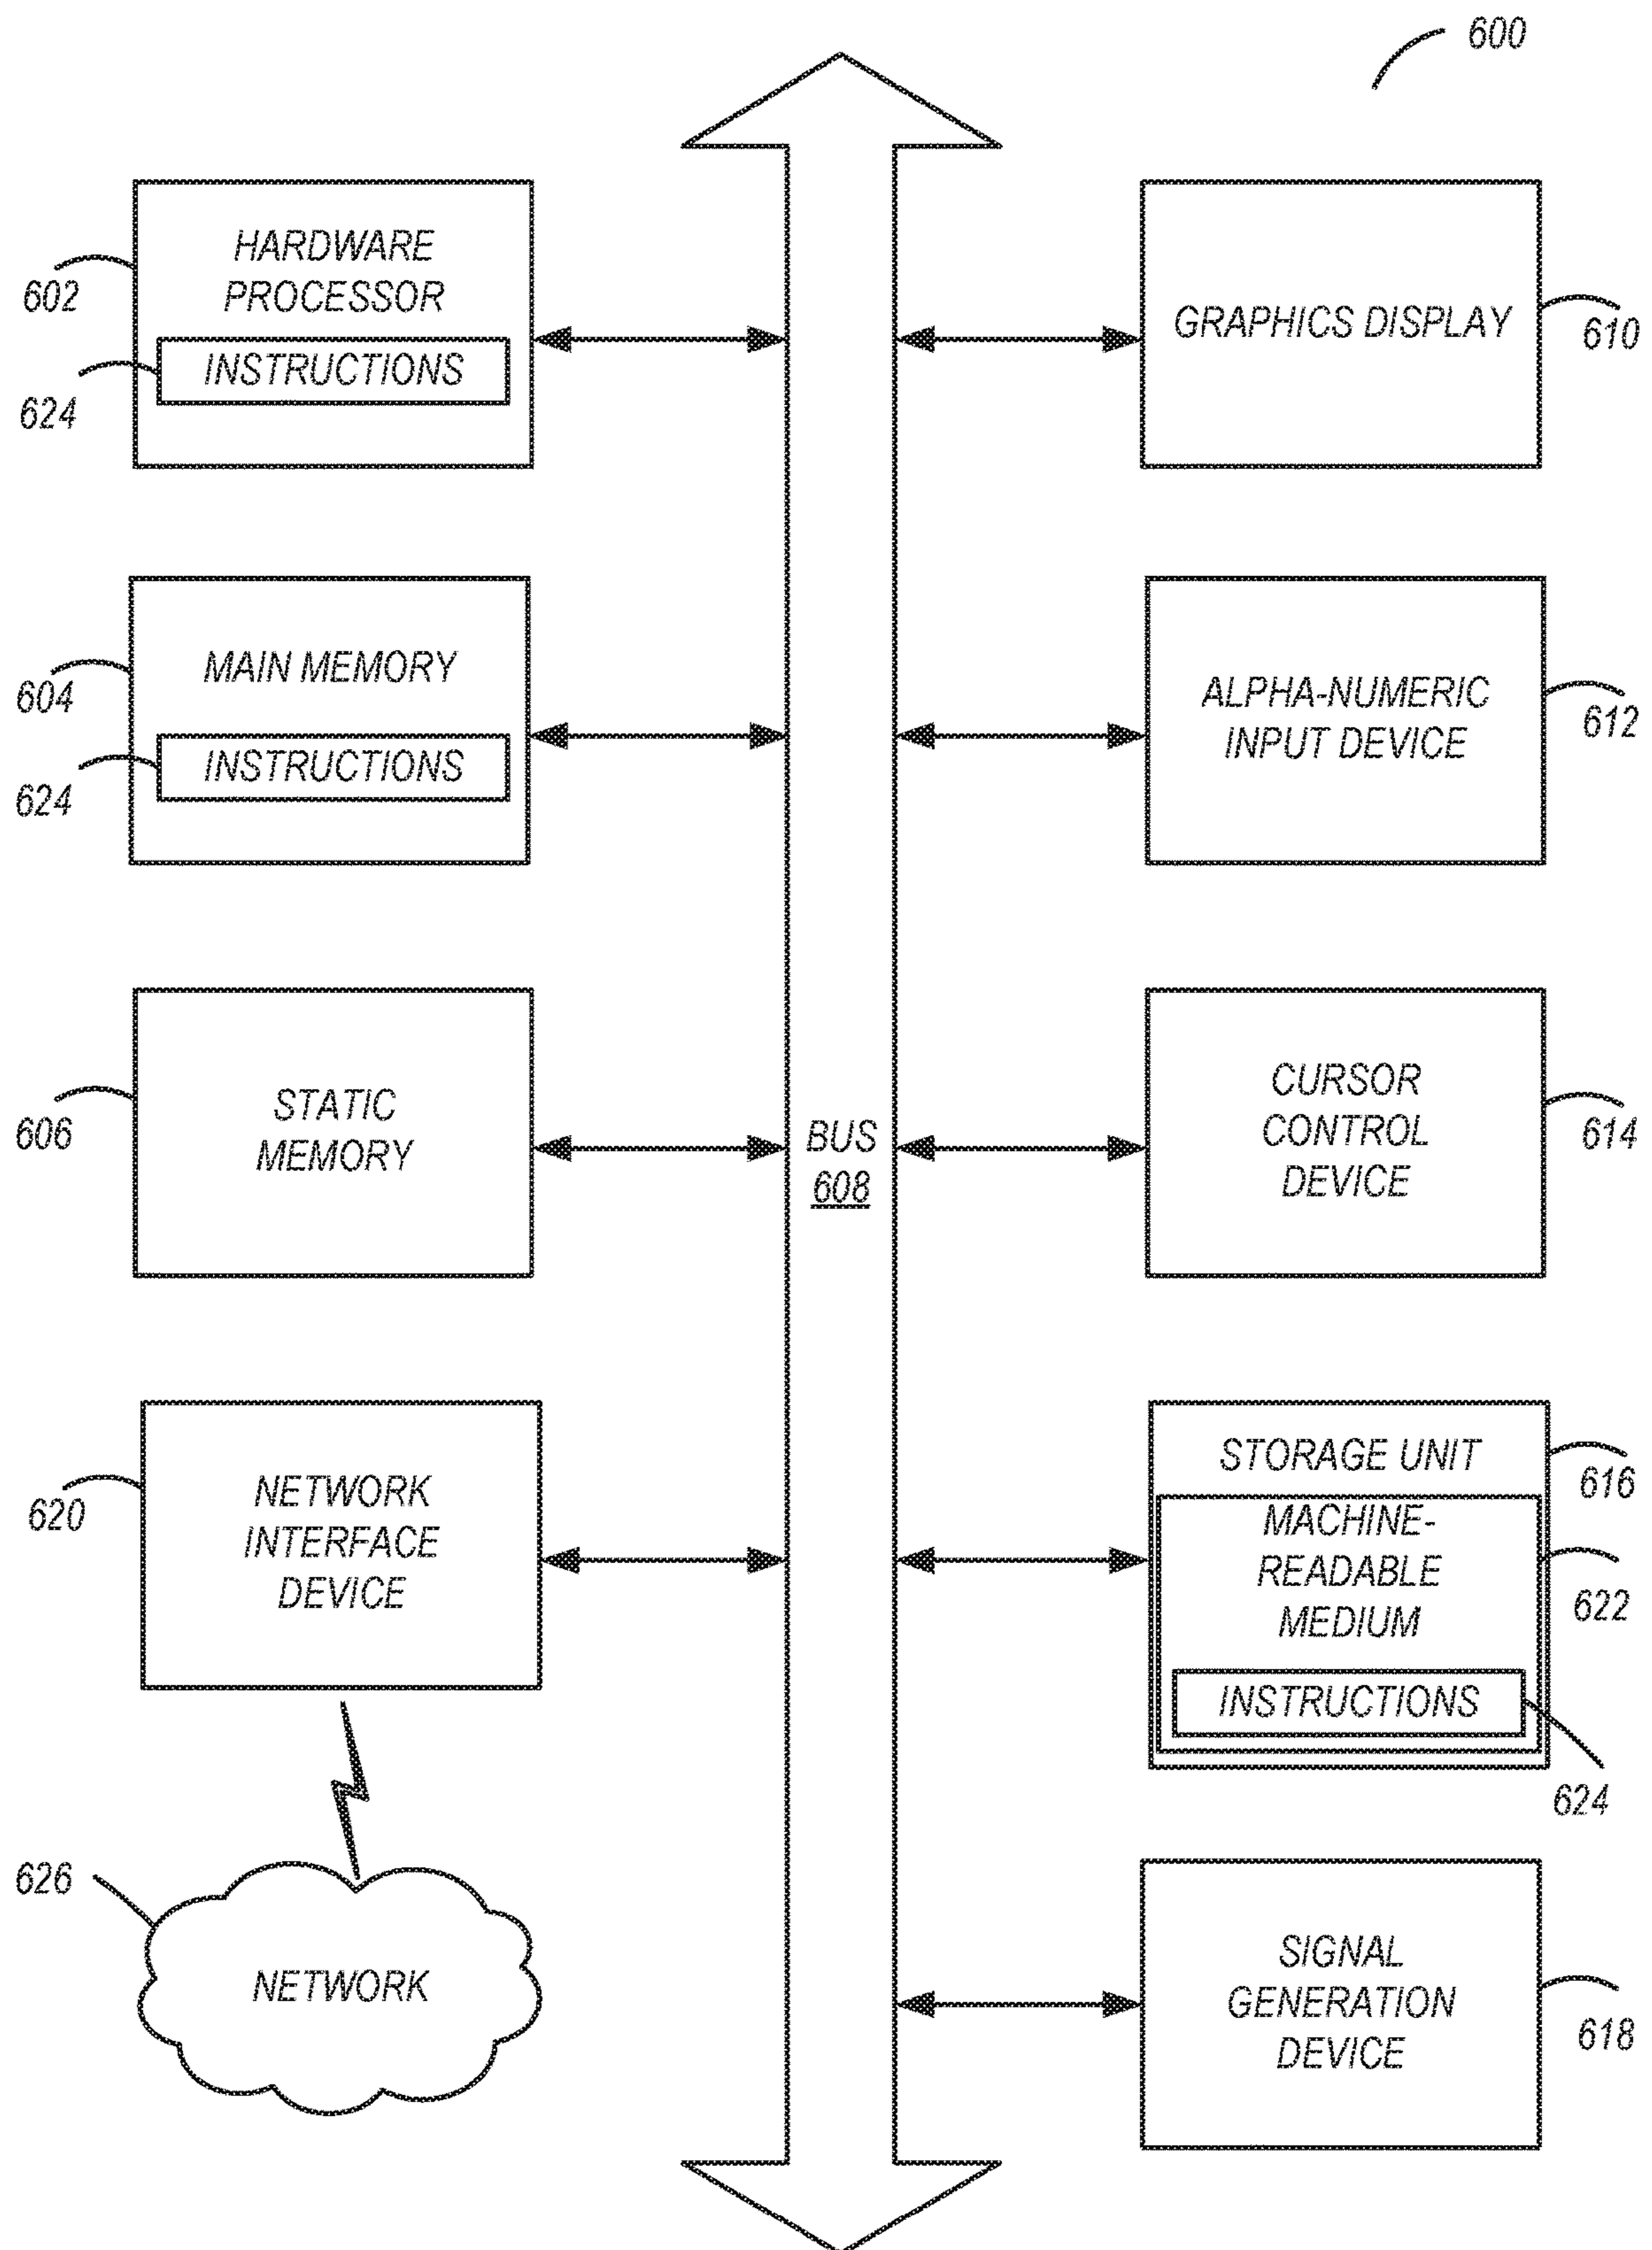 600
HARDWARE
PROCESSOR
602
INSTRUCTIONS
624
GRAPHICS DISPLAY
610
MAIN MEMORY
604
INSTRUCTIONS
624
ALPHA-NUMERIC
INPUT DEVICE
612
STATIC
MEMORY
606
BUS
608
CURSOR
CONTROL
DEVICE
614
NETWORK
INTERFACE
DEVICE
620
STORAGE UNIT
616
MACHINE-
READABLE
MEDIUM
622
INSTRUCTIONS
624
626
NETWORK
SIGNAL
GENERATION
DEVICE
618